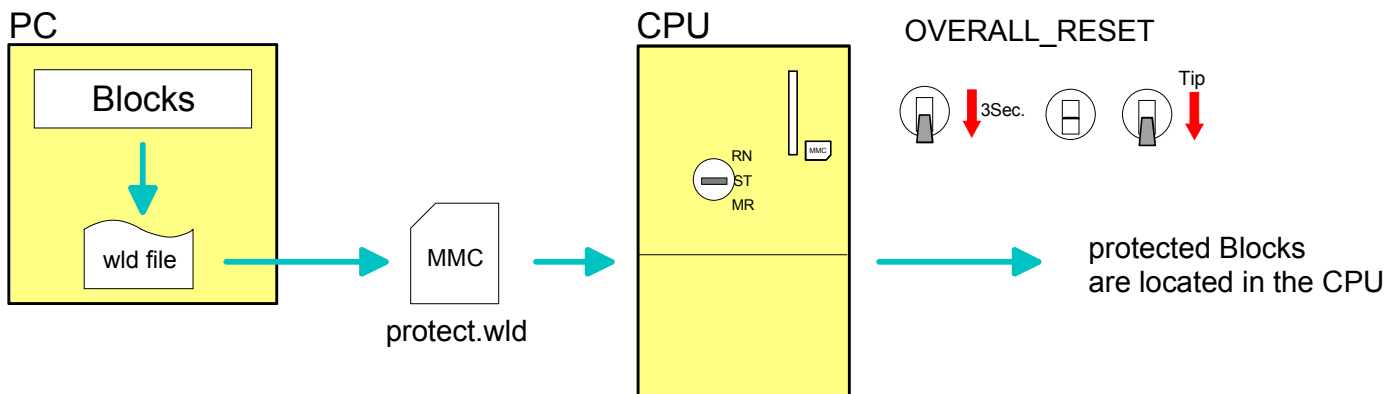 PC
CPU
OVERALL_RESET
Blocks
wld file
MMC
protect.wld
MMC
RN
ST
MR
3Sec.
Tip
protected Blocks
are located in the CPU